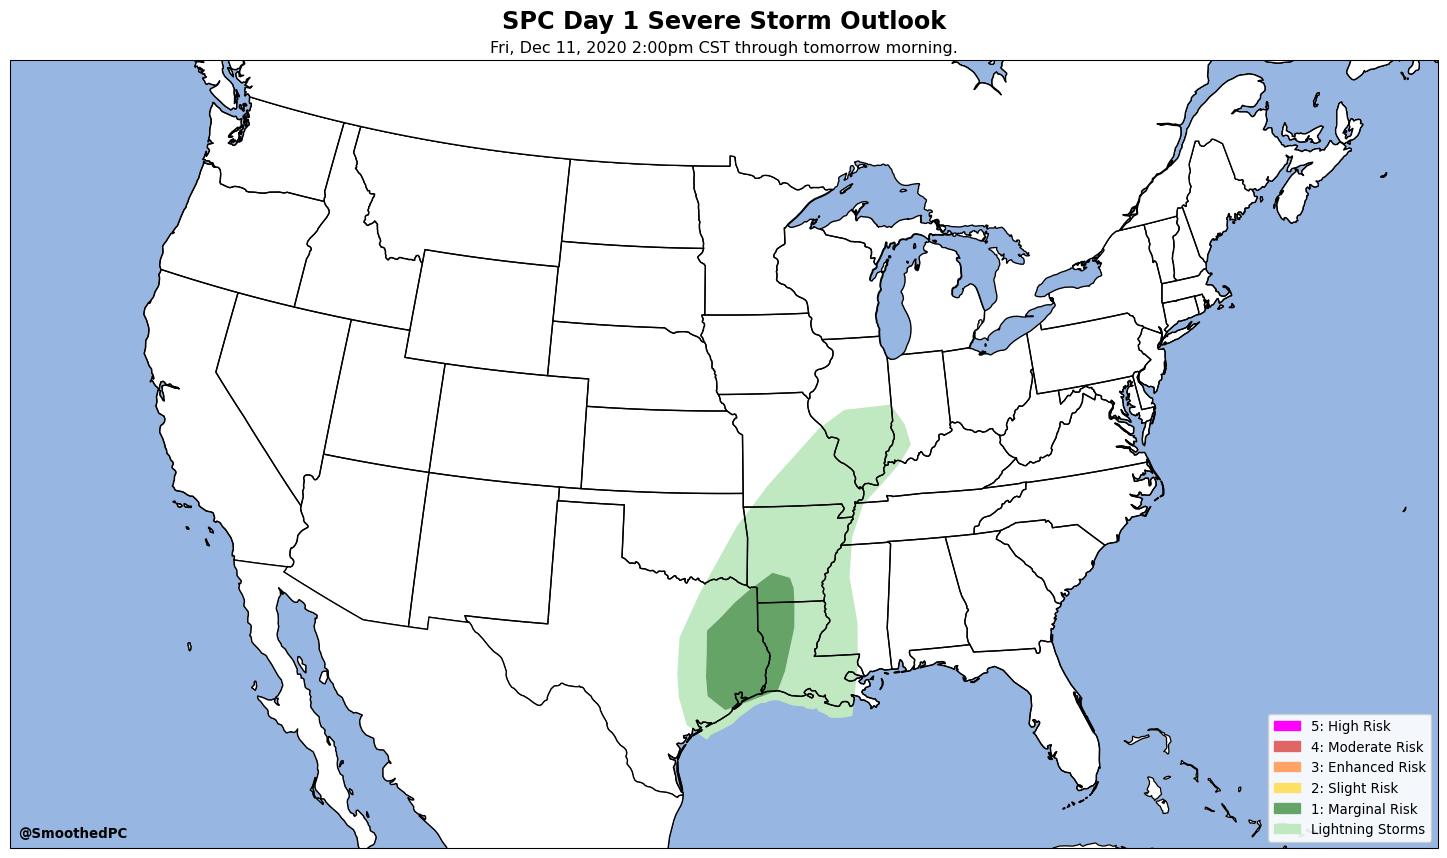 SPC Day 1 Severe Storm Outlook
Fri, Dec 11, 2020 2:00pm CST through tomorrow morning.
5: High Risk
4: Moderate Risk
3: Enhanced Risk
2: Slight Risk
1: Marginal Risk
Lightning Storms
@SmoothedPC